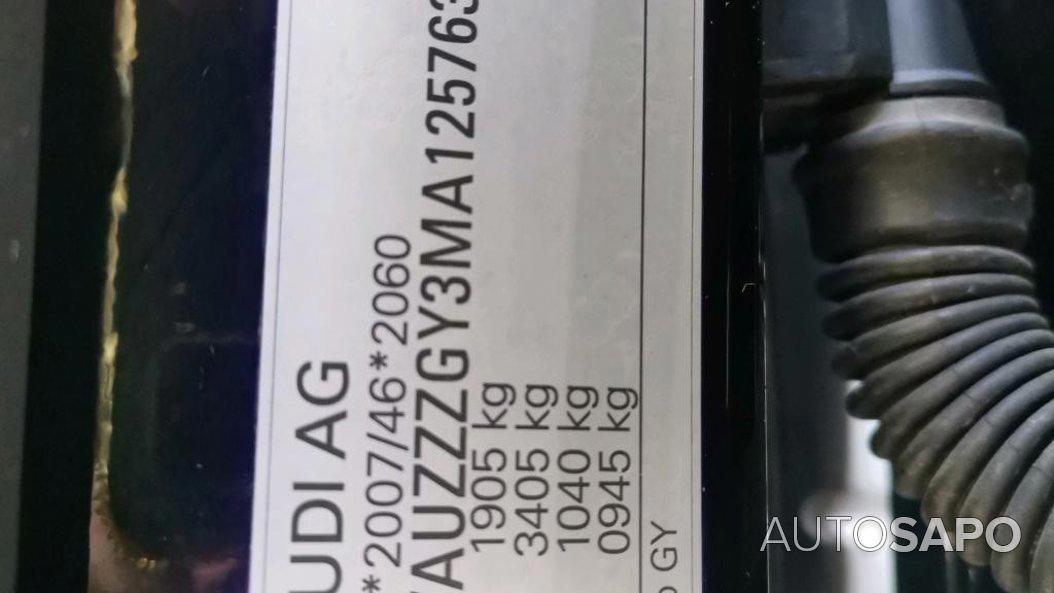 UDI AG
*2007/46*2060
AUZZZGY3MA125763
1905 kg
3405 kg
1040 kg
0945 kg
GY
AUTOSAPO